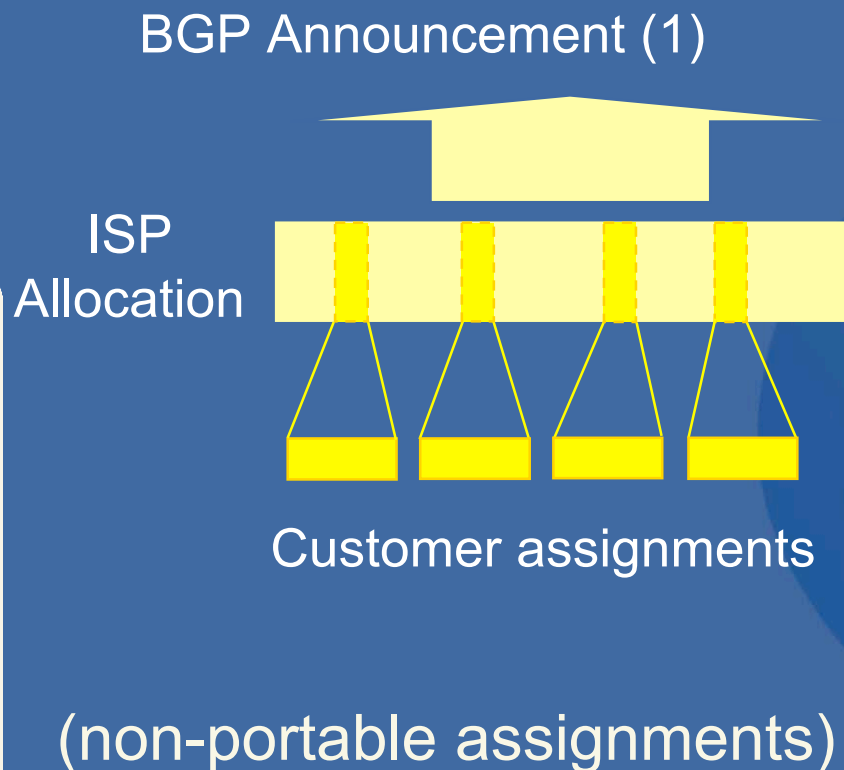 BGP Announcement (1)
ISP
Allocation
Customer assignments
(non-portable assignments)